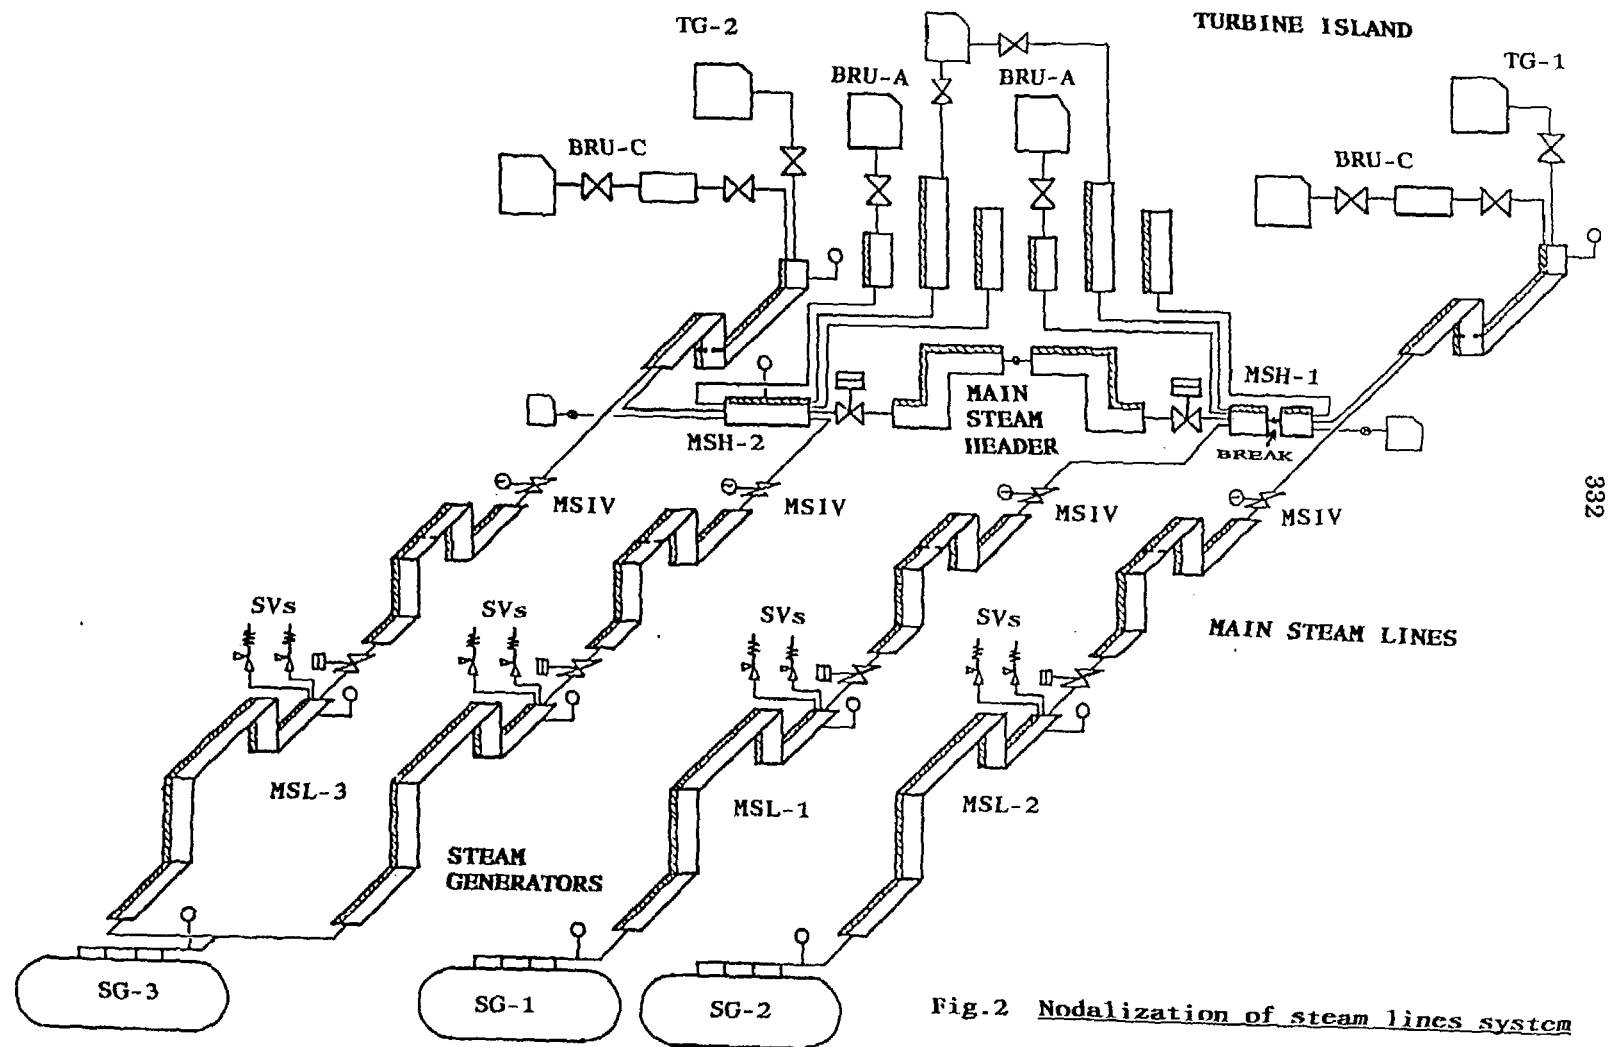 TG-2
TURBINE ISLAND
TG-1
BRU-A
BRU-A
BRU-C
BRU-C
MSH-1
MAIN
STEAM
HEADER
MSH-2
BREAK
332
MSIV
MSIV
MSIV
MSIV
SVs
SVs
SVs
SVs
MAIN STEAM LINES
MSL-3
MSL-1
MSL-2
STEAM
GENERATORS
SG-3
SG-1
SG-2
Fig.2 Nodalization of steam lines system